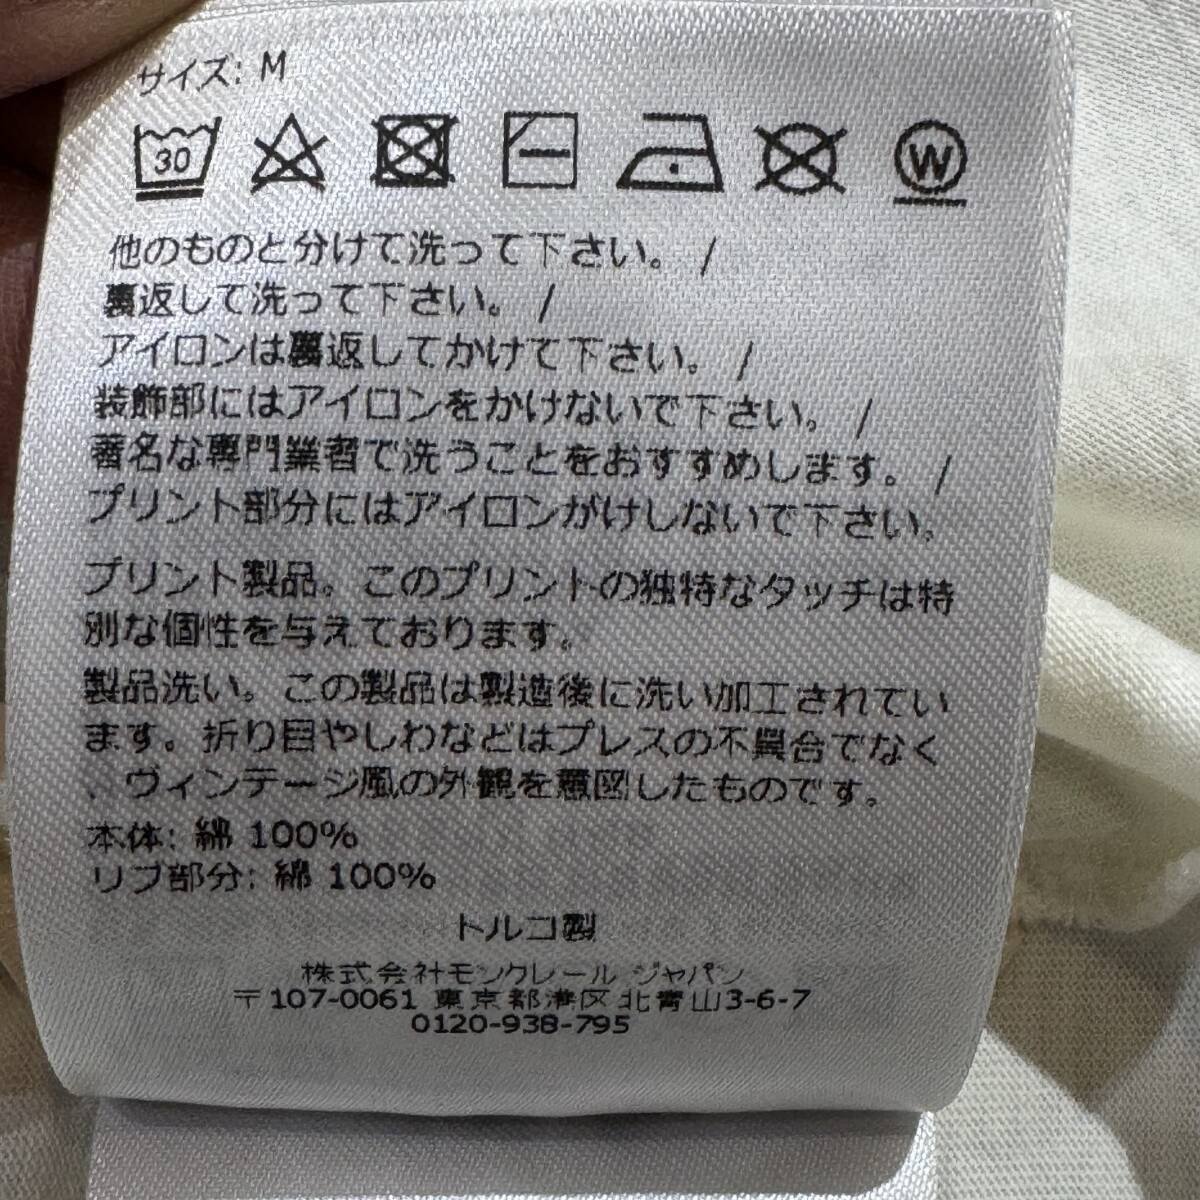 サイズ: M
30
W
他のものと分けて洗って下さい。 /
裏返して洗って下さい。 /
アイロンは裏返してかけて下さい。 /
装飾部にはアイロンをかけないで下さい。 /
著名な専門業者で洗うことをおすすめします。 /
プリント部分にはアイロンがけしないで下さい。
プリント製品。このプリントの独特なタッチは特
別な個性を与えております。
製品洗い。この製品は製造後に洗い加工されてい
ます。折り目やしわなどはプレスの不具合でなく
、ヴィンテージ風の外観を意図したものです。
本体: 綿 100%
リブ部分: 綿 100%
トルコ製
株式会社モンクレール ジャパン
〒107-0061 東京都港区北青山3-6-7
0120-938-795